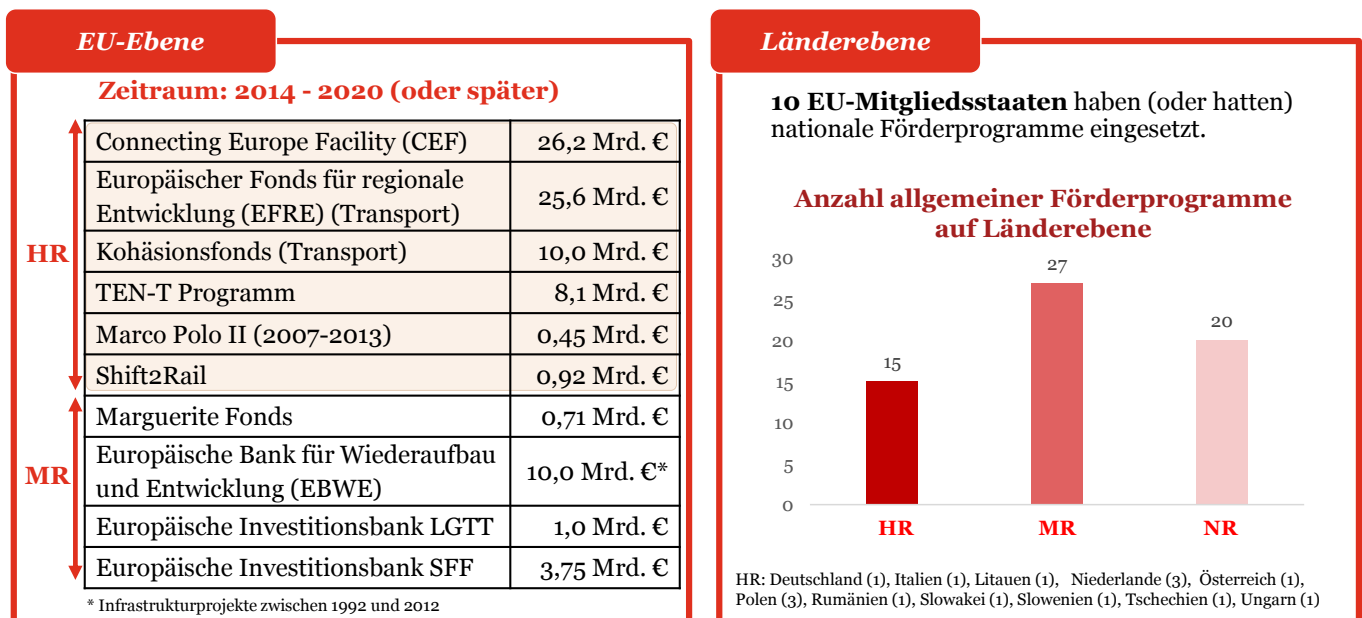 EU-Ebene
Zeitraum: 2014 - 2020 (oder später)
HR
Connecting Europe Facility (CEF) 26,2 Mrd. €
Europäischer Fonds für regionale
Entwicklung (EFRE) (Transport) 25,6 Mrd. €
Kohäsionsfonds (Transport) 10,0 Mrd. €
TEN-T Programm 8,1 Mrd. €
Marco Polo II (2007-2013) 0,45 Mrd. €
Shift2Rail 0,92 Mrd. €
MR
Marguerite Fonds 0,71 Mrd. €
Europäische Bank für Wiederaufbau
und Entwicklung (EBWE) 10,0 Mrd. €*
Europäische Investitionsbank LGTT 1,0 Mrd. €
Europäische Investitionsbank SFF 3,75 Mrd. €
* Infrastrukturprojekte zwischen 1992 und 2012
Länderebene
10 EU-Mitgliedsstaaten haben (oder hatten)
nationale Förderprogramme eingesetzt.
Anzahl allgemeiner Förderprogramme
auf Länderebene
30
25
20
15
10
5
0
15
27
20
HR MR NR
HR: Deutschland (1), Italien (1), Litauen (1), Niederlande (3), Österreich (1),
Polen (3), Rumänien (1), Slowakei (1), Slowenien (1), Tschechien (1), Ungarn (1)